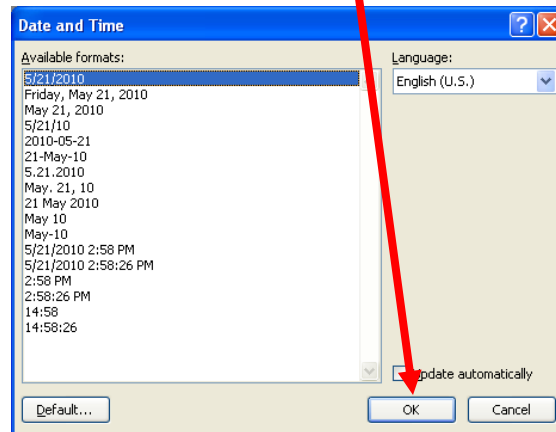 Date and Time
Available formats:
Language:
5/21/2010
English (U.S.)
Friday, May 21, 2010
May 21, 2010
5/21/10
2010-05-21
21-May-10
5.21.2010
May. 21, 10
21 May 2010
May 10
May-10
5/21/2010 2:58 PM
5/21/2010 2:58:26 PM
2:58 PM
2:58:26 PM
14:58
14:58:26
Update automatically
Default...
OK
Cancel